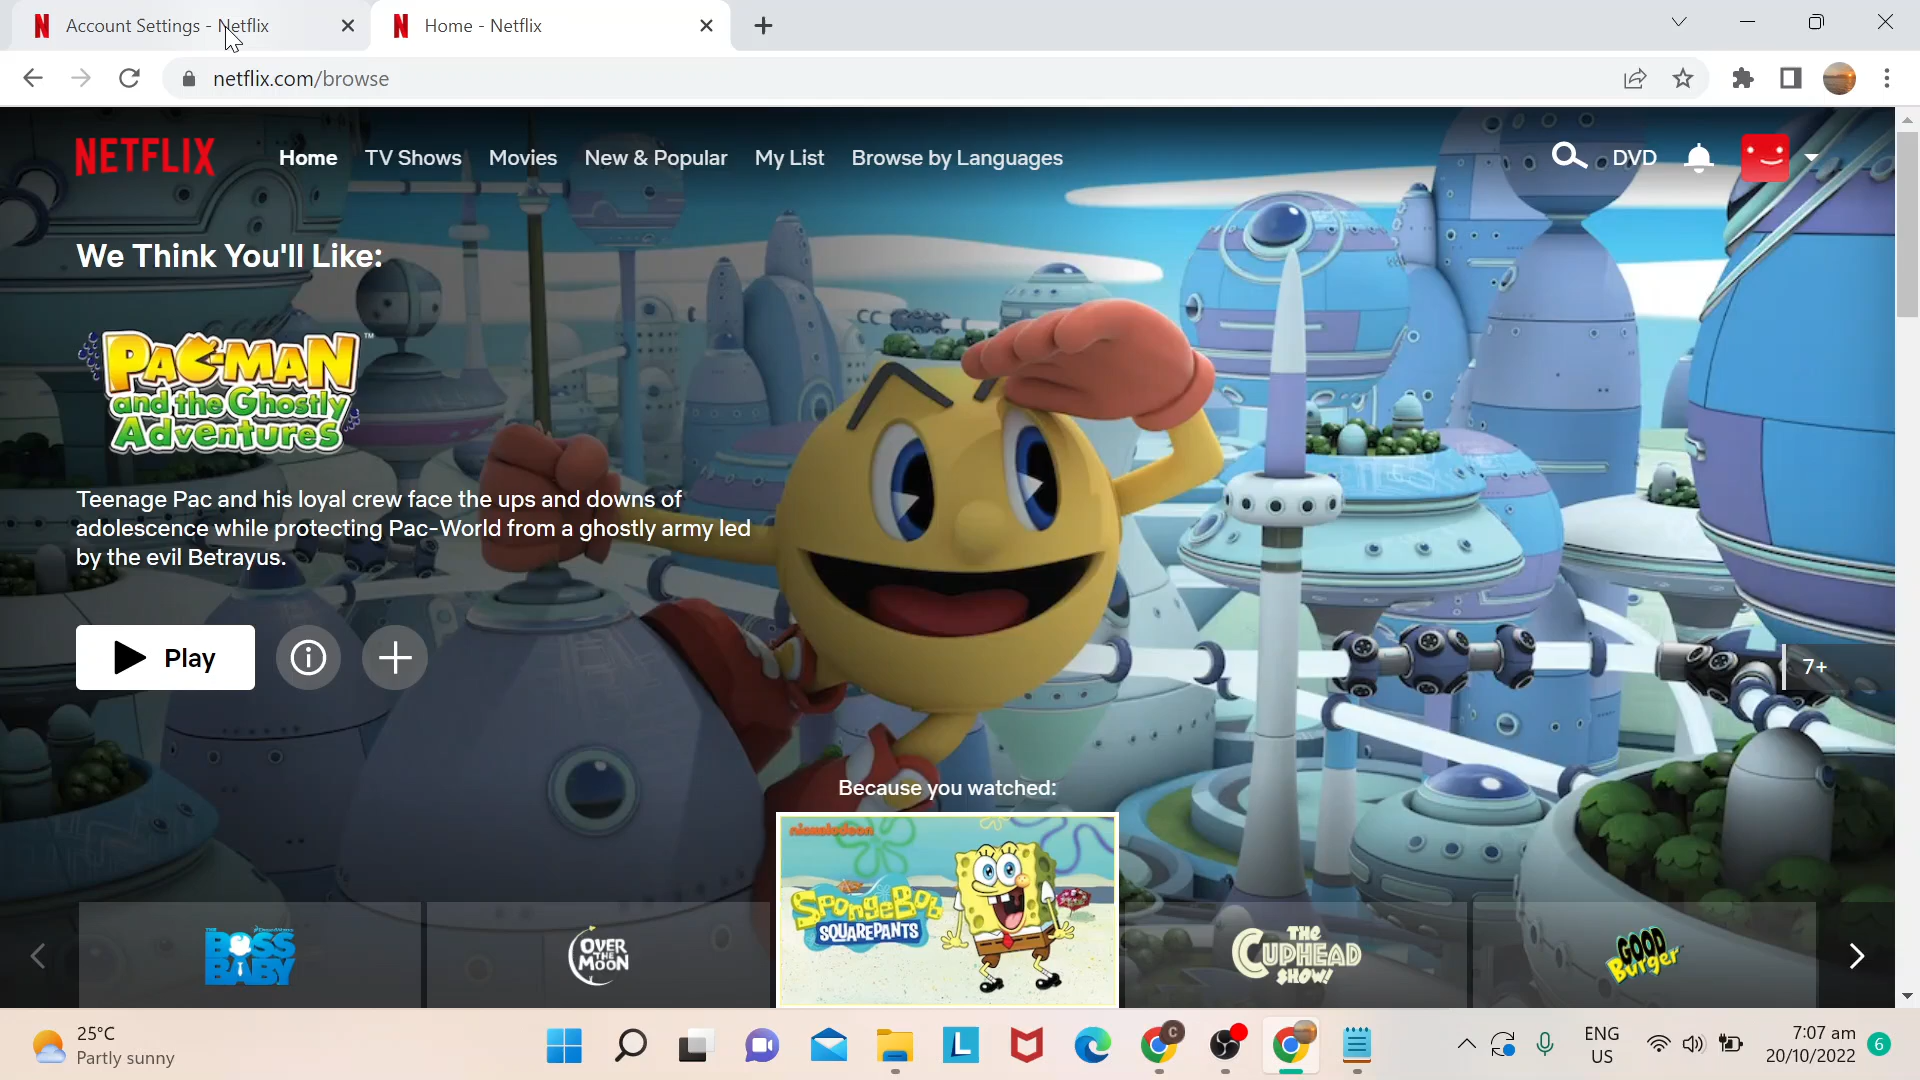 Account Settings - Netflix
Home - Netflix
netflix.com/browse
NETFLIX
Home
TV Shows
Movies
New & Popular
My List
Browse by Languages
DVD
We Think You'll Like:
PAC-MAN™
and the Ghostly
Adventures
Teenage Pac and his loyal crew face the ups and downs of
adolescence while protecting Pac-World from a ghostly army led
by the evil Betrayus.
Play
7+
Because you watched:
nickelodeon
SpongeBob
SQUAREPANTS
THE
BOSS
BABY
OVER
THE
MOON
THE
CUPHEAD
SHOW!
GOOD
Burger
25°C
Partly sunny
ENG
US
7:07 am
20/10/2022
6